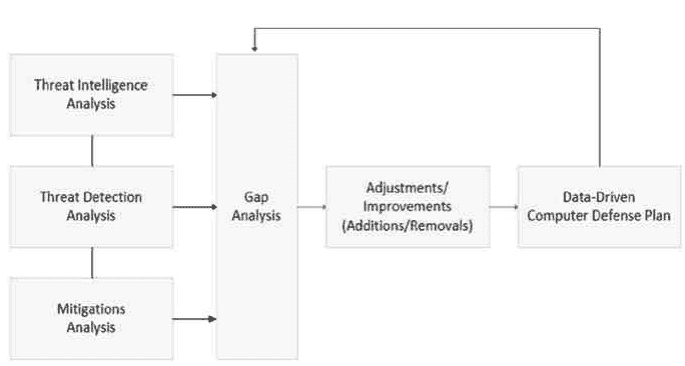 Threat Intelligence
Analysis
Threat Detection
Analysis
Mitigations
Analysis
Gap
Analysis
Adjustments/
Improvements
(Additions/Removals)
Data-Driven
Computer Defense Plan